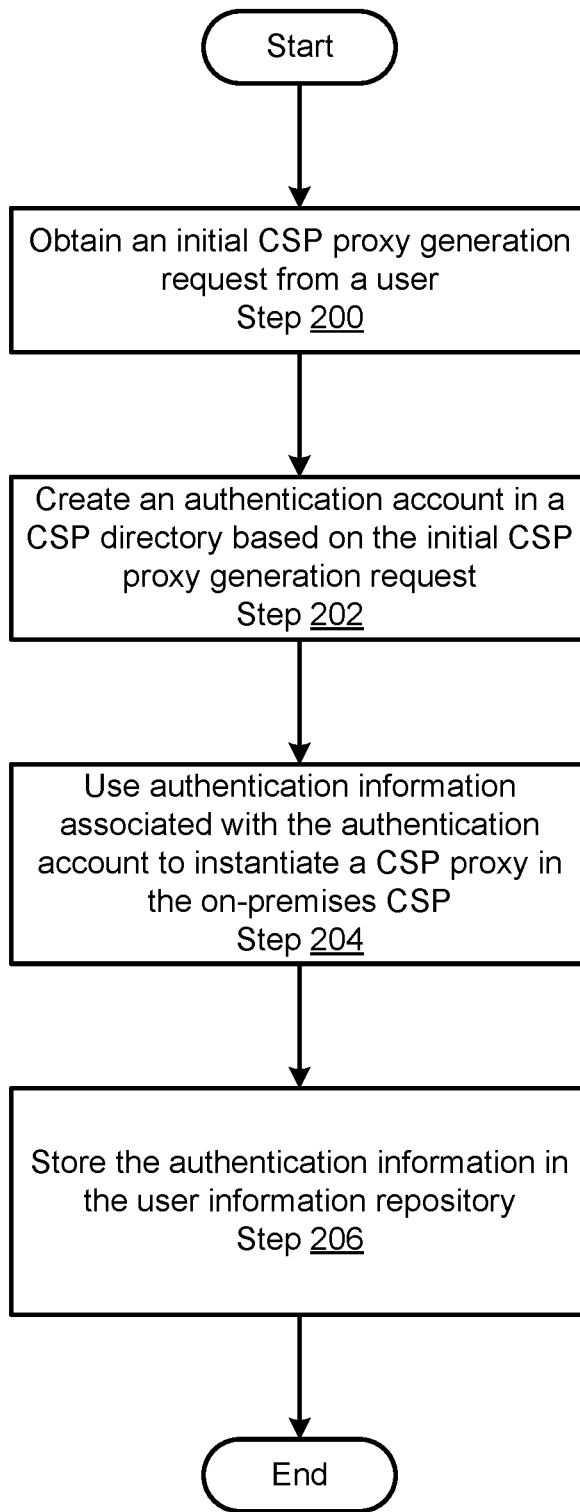 Start
Obtain an initial CSP proxy generation
request from a user
Step 200
Create an authentication account in a
CSP directory based on the initial CSP
proxy generation request
Step 202
Use authentication information
associated with the authentication
account to instantiate a CSP proxy in
the on-premises CSP
Step 204
Store the authentication information in
the user information repository
Step 206
End